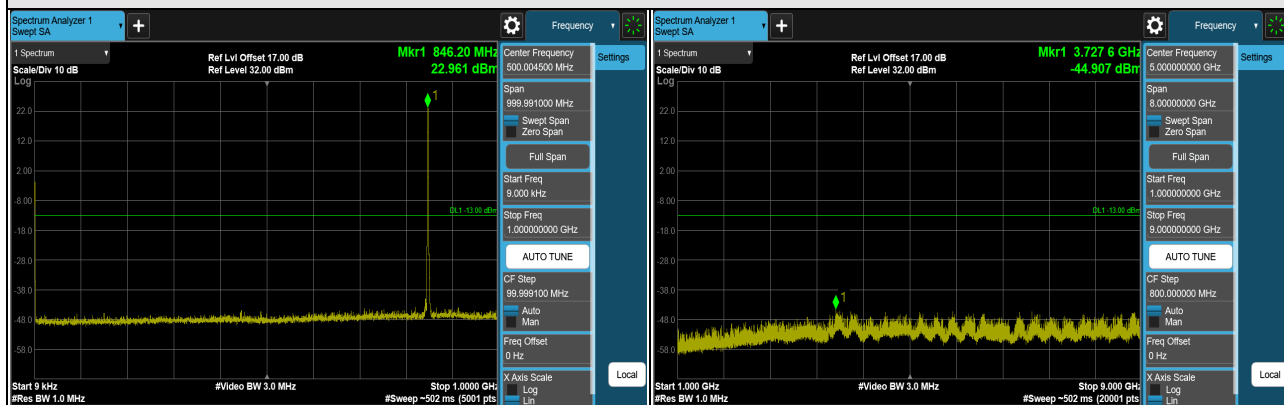 Spectrum Analyzer 1
Swept SA
Frequency
1 Spectrum
Scale/Div 10 dB
Log
Ref Lvl Offset 17.00 dB
Ref Level 32.00 dBm
Mkr1 846.20 MHz
22.961 dBm
1
22.0
12.0
2.00
-8.00
-18.0
-28.0
-38.0
-48.0
-58.0
DL1 -13.00 dBm
Start 9 kHz
#Res BW 1.0 MHz
#Video BW 3.0 MHz
Stop 1.0000 GHz
#Sweep ~502 ms (5001 pts
Center Frequency
500.004500 MHz
Settings
Span
999.991000 MHz
Swept Span
Zero Span
Full Span
Start Freq
9.000 kHz
Stop Freq
1.000000000 GHz
AUTO TUNE
CF Step
99.999100 MHz
Auto
Man
Freq Offset
0 Hz
X Axis Scale
Log
Lin
Local
Spectrum Analyzer 1
Swept SA
Frequency
1 Spectrum
Scale/Div 10 dB
Log
Ref Lvl Offset 17.00 dB
Ref Level 32.00 dBm
Mkr1 3.727 6 GHz
-44.907 dBm
1
22.0
12.0
2.00
-8.00
-18.0
-28.0
-38.0
-48.0
-58.0
DL1 -13.00 dBm
Start 1.000 GHz
#Res BW 1.0 MHz
#Video BW 3.0 MHz
Stop 9.000 GHz
#Sweep ~502 ms (20001 pts
Center Frequency
5.000000000 GHz
Settings
Span
8.00000000 GHz
Swept Span
Zero Span
Full Span
Start Freq
1.000000000 GHz
Stop Freq
9.000000000 GHz
AUTO TUNE
CF Step
800.000000 MHz
Auto
Man
Freq Offset
0 Hz
X Axis Scale
Log
Lin
Local